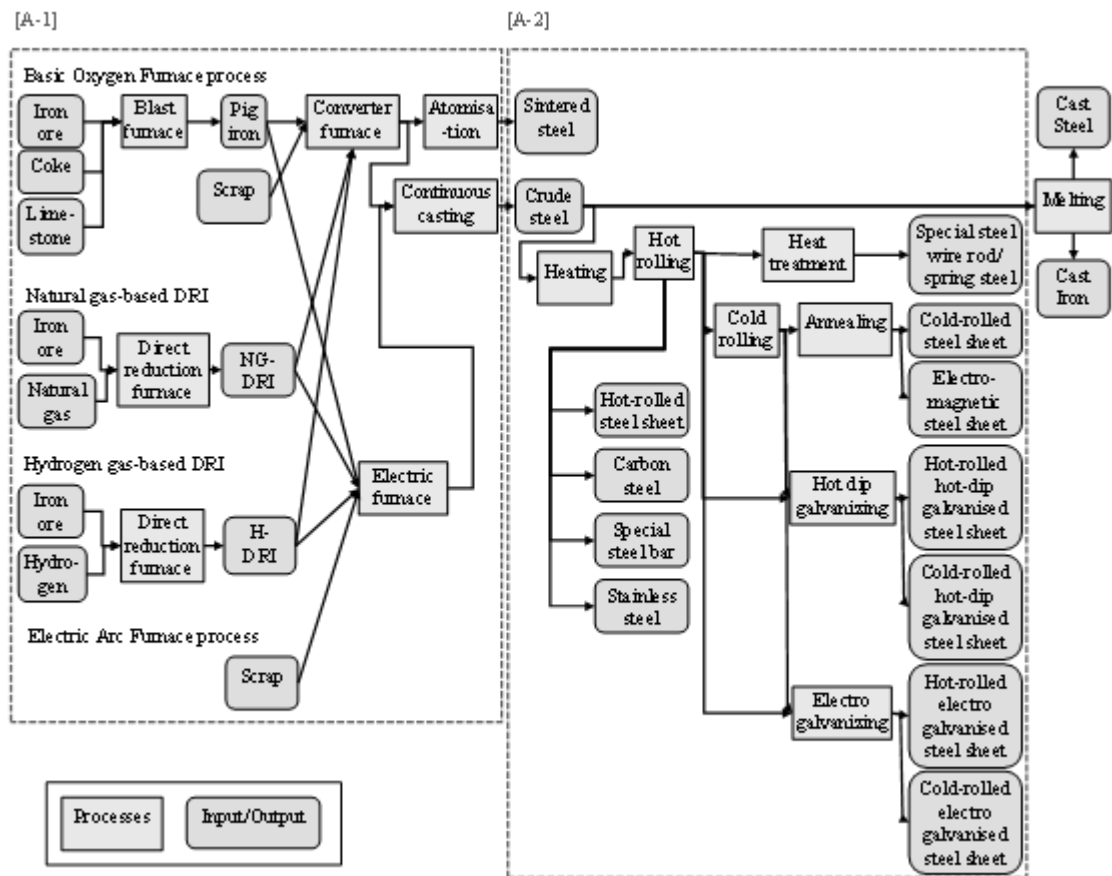 [A-1]
[A-2]
Basic Oxygen Furnace process
Iron
ore
Coke
Lime-
stone
Blast
furnace
Pig
iron
Scrap
Converter
furnace
Atomisa
-tion
Continuous
casting
Natural gas-based DRI
Iron
ore
Natural
gas
Direct
reduction
furnace
NG-
DRI
Hydrogen gas-based DRI
Iron
ore
Hydro-
gen
Direct
reduction
furnace
H-
DRI
Electric
furnace
Electric Arc Furnace process
Scrap
Sintered
steel
Crude
steel
Heating
Hot
rolling
Heat
treatment
Special steel
wire rod/
spring steel
Cold
rolling
Annealing
Cold-rolled
steel sheet
Electro-
magnetic
steel sheet
Hot-rolled
steel sheet
Carbon
steel
Special
steel bar
Stainless
steel
Hot dip
galvanizing
Hot-rolled
hot-dip
galvanised
steel sheet
Cold-rolled
hot-dip
galvanised
steel sheet
Electro
galvanizing
Hot-rolled
electro
galvanised
steel sheet
Cold-rolled
electro
galvanised
steel sheet
Cast
Steel
Melting
Cast
Iron
Processes
Input/Output